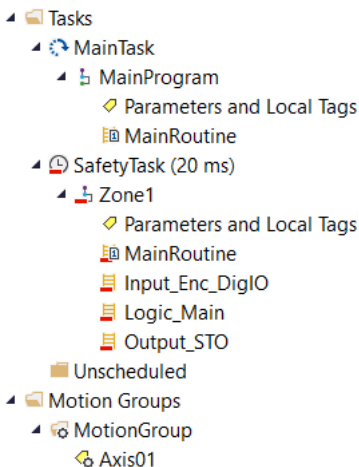 Tasks
MainTask
MainProgram
Parameters and Local Tags
MainRoutine
SafetyTask (20 ms)
Zone1
Parameters and Local Tags
MainRoutine
Input_Enc_DigIO
Logic_Main
Output_STO
Unscheduled
Motion Groups
MotionGroup
Axis01